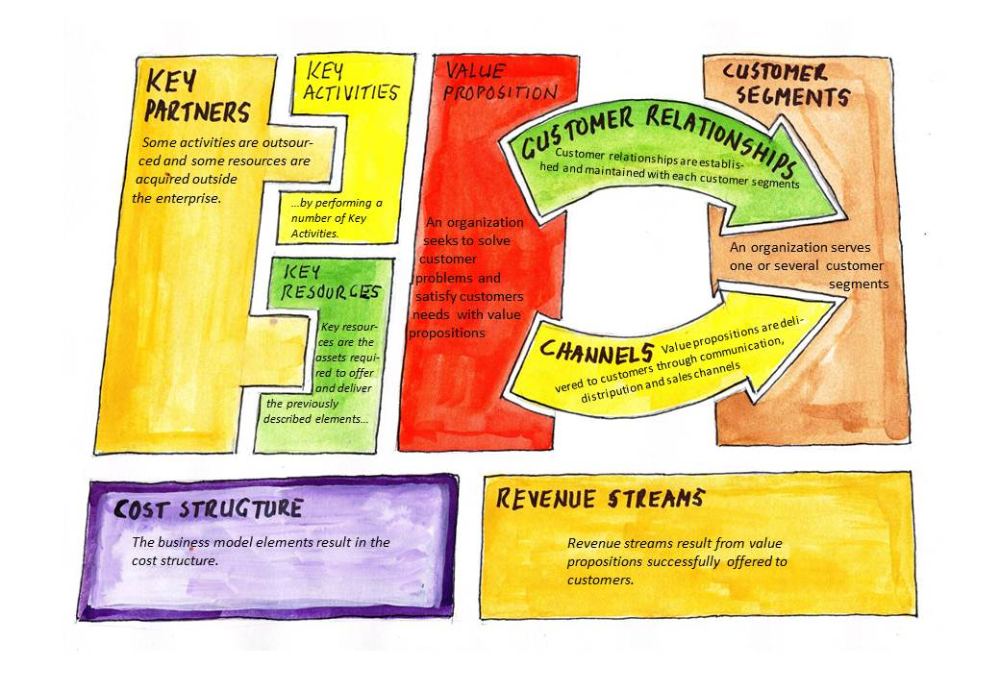 KEY
PARTNERS
Some activities are outsour-
ced and some resources are
acquired outside
the enterprise.
KEY
ACTIVITIES
...by performing a
number of Key
Activities.
KEY
RESOURCES
Key resour-
ces are the
assets requi-
red to offer
and deliver
the previously
described elements...
VALUE
PROPOSITION
An organization
seeks to solve
customer
problems and
satisfy customers
needs with value
propositions
CUSTOMER RELATIONSHIPS
Customer relationships are establis-
hed and maintained with each customer segments
CHANNELS Value propositions are deli-
vered to customers through communication,
distripution and sales channels
CUSTOMER
SEGMENTS
An organization serves
one or several customer
segments
COST STRUCTURE
The business model elements result in the
cost structure.
REVENUE STREAMS
Revenue streams result from value
propositions successfully offered to
customers.